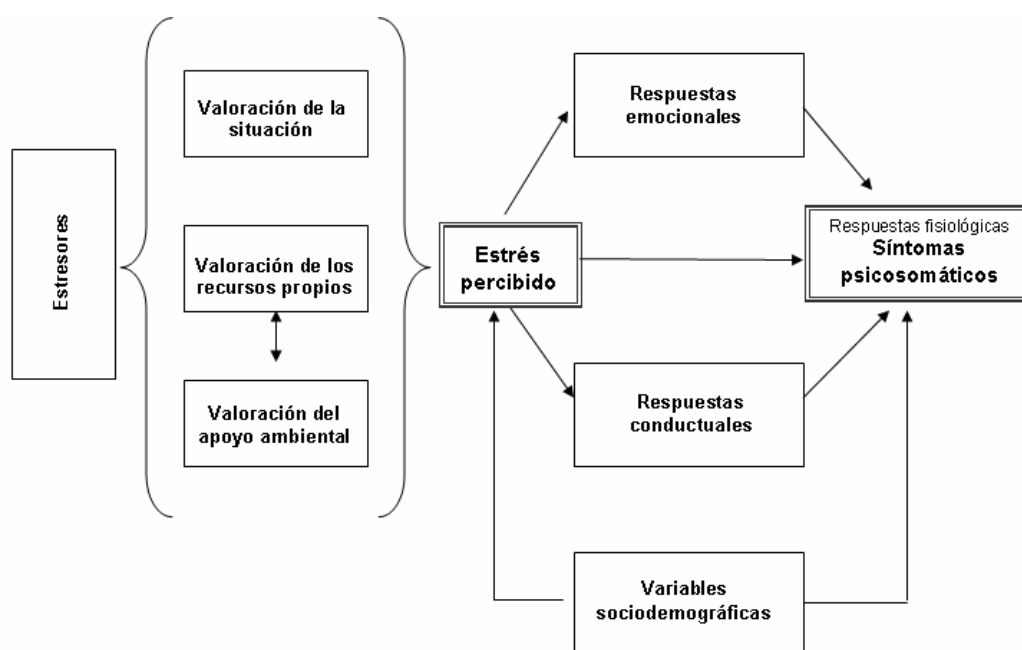 Estresores
Valoración de la
situación
Valoración de los
recursos propios
Valoración del
apoyo ambiental
Estrés
percibido
Respuestas
emocionales
Respuestas
conductuales
Variables
sociodemográficas
Respuestas fisiológicas
Síntomas
psicosomáticos